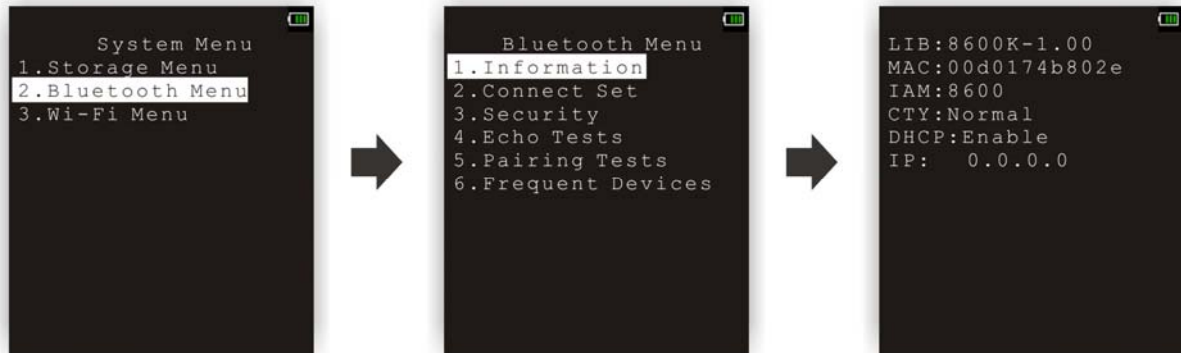 System Menu
1.Storage Menu
2.Bluetooth Menu
3.Wi-Fi Menu
Bluetooth Menu
1.Information
2.Connect Set
3.Security
4.Echo Tests
5.Pairing Tests
6.Frequent Devices
LIB:8600K-1.00
MAC:00d0174b802e
IAM:8600
CTY:Normal
DHCP:Enable
IP: 0.0.0.0